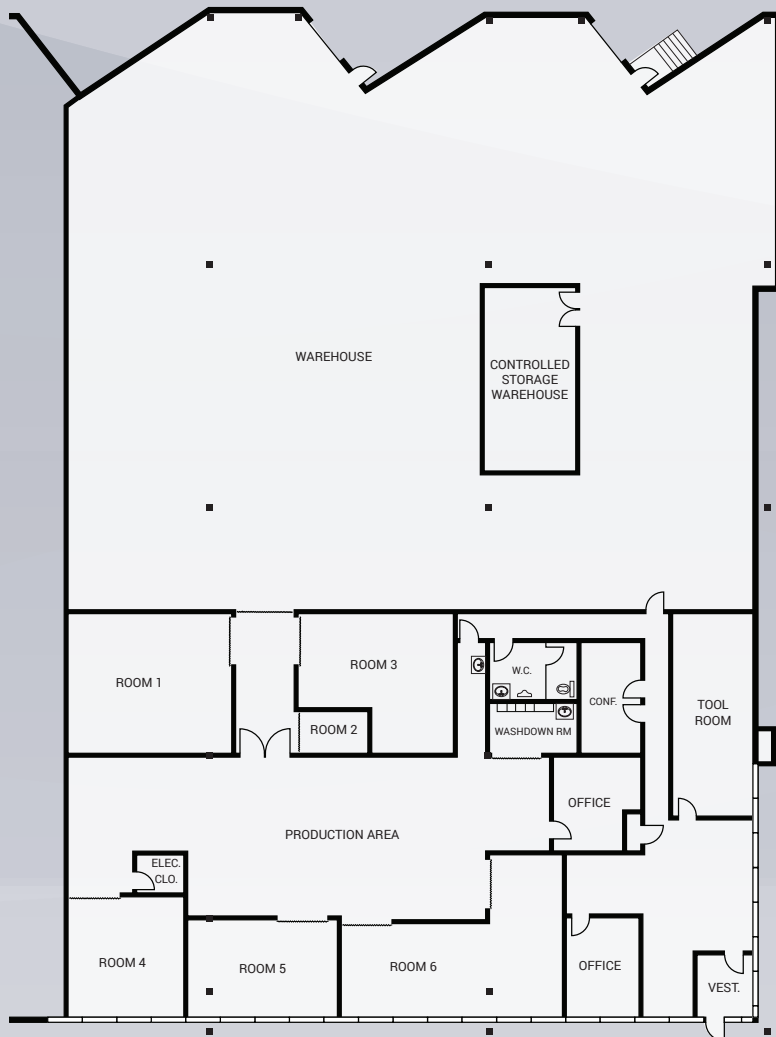 WAREHOUSE
CONTROLLED
STORAGE
WAREHOUSE
ROOM 1
ROOM 3
ROOM 2
W.C.
WASHDOWN RM
CONF.
TOOL
ROOM
OFFICE
PRODUCTION AREA
ELEC.
CLO.
ROOM 4
ROOM 5
ROOM 6
OFFICE
VEST.